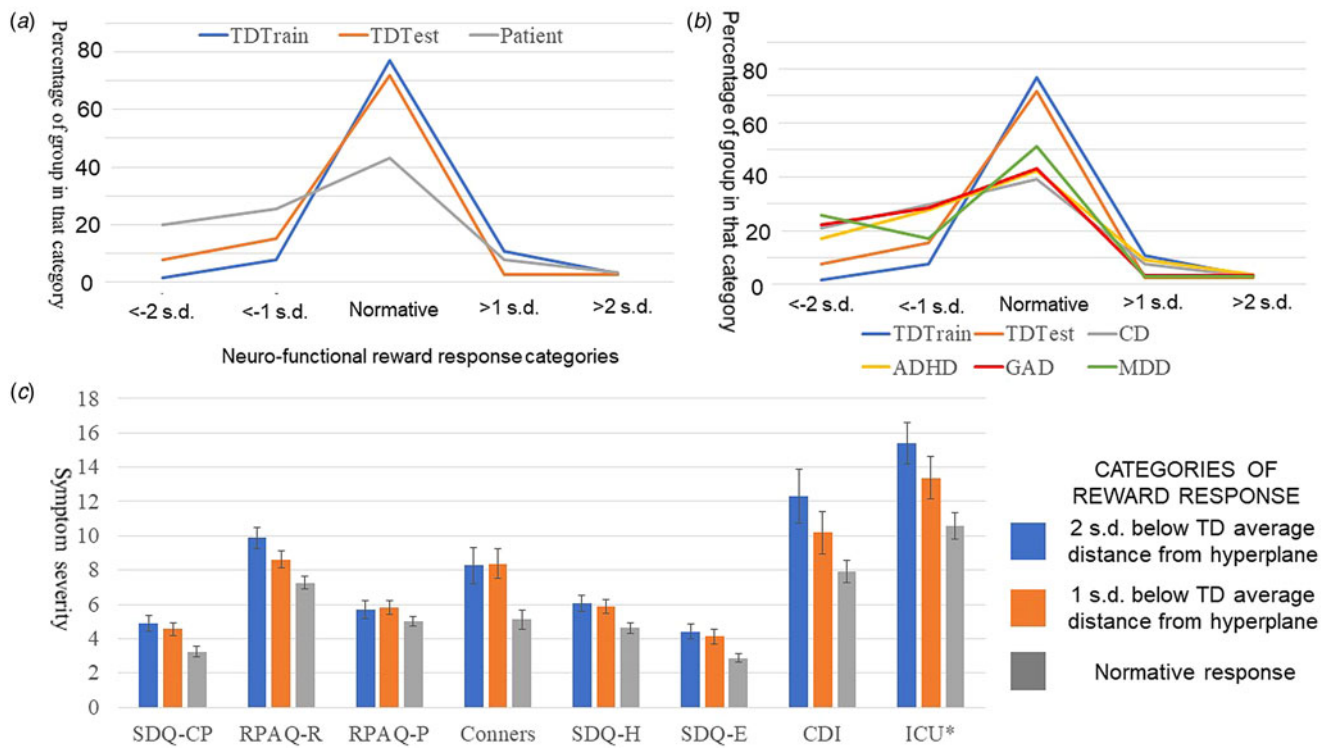 (a)
Percentage of group in that category
TDTrain TDTest Patient
80
60
40
20
0
<-2 s.d. <-1 s.d. Normative >1 s.d. >2 s.d.
Neuro-functional reward response categories
(b)
Percentage of group in that category
80
60
40
20
0
<-2 s.d. <-1 s.d. Normative >1 s.d. >2 s.d.
TDTrain TDTest CD
ADHD GAD MDD
(c)
Symptom severity
18
16
14
12
10
8
6
4
2
0
SDQ-CP RPAQ-R RPAQ-P Conners SDQ-H SDQ-E CDI ICU*
CATEGORIES OF
REWARD RESPONSE
2 s.d. below TD average
distance from hyperplane
1 s.d. below TD average
distance from hyperplane
Normative response